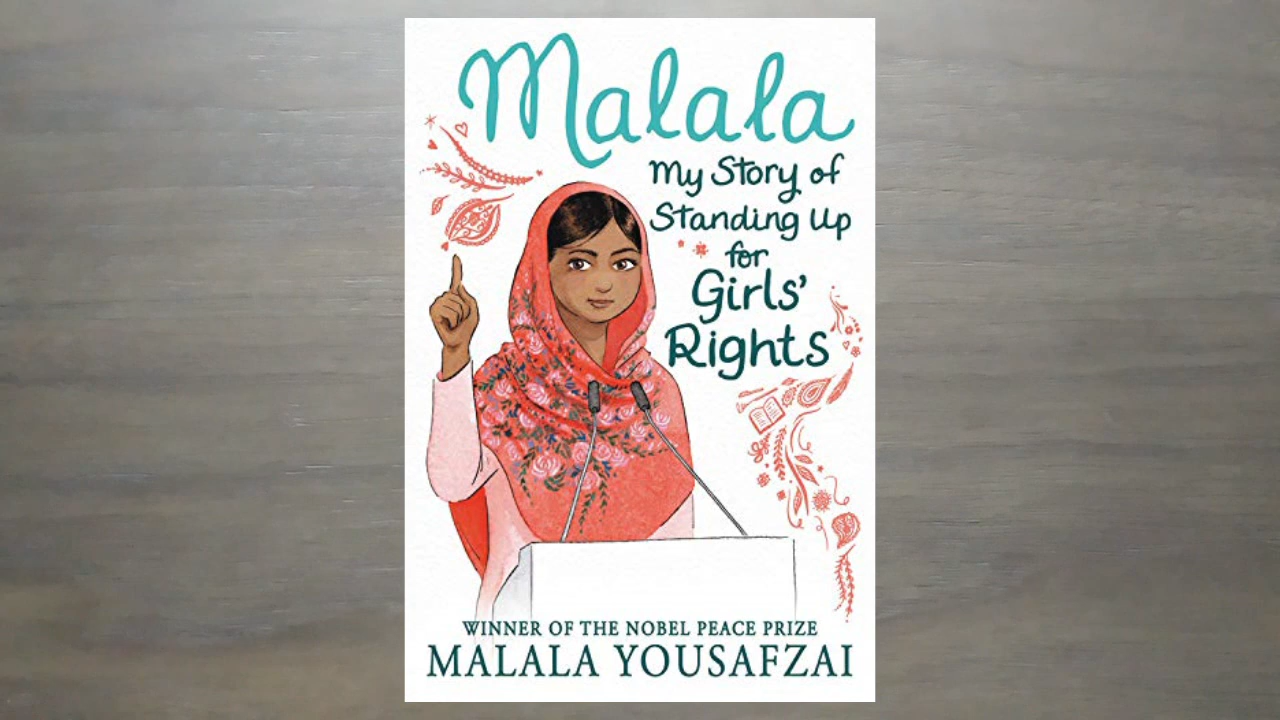 Malala
My Story of
Standing Up
for
Girls'
Rights
WINNER OF THE NOBEL PEACE PRIZE
MALALA YOUSAFZAI